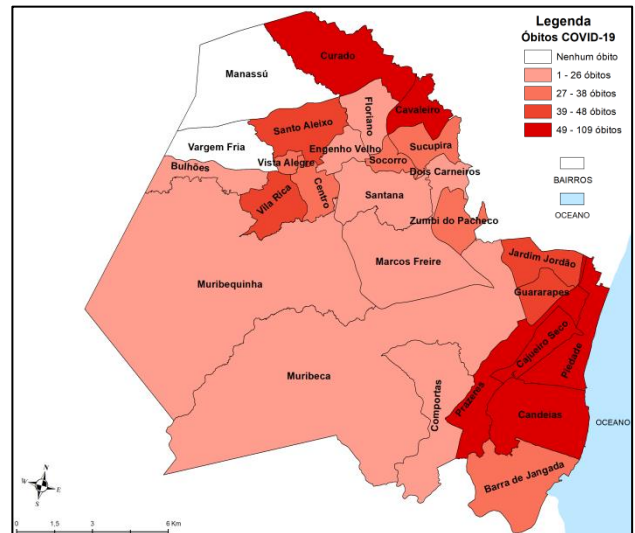 Legenda
Óbitos COVID-19
Nenhum óbito
1 - 26 óbitos
27 - 38 óbitos
39 - 48 óbitos
49 - 109 óbitos
BAIRROS
OCEANO
Curado
Manassú
Floriano
Cavaleiro
Santo Aleixo
Vargem Fria
Engenho Velho
Sucupira
Vista Alegre
Socorro
Bulhões
Dois Carneiros
Vila Rica
Centro
Santana
Zumbi do Pacheco
Marcos Freire
Jardim Jordão
Muribequinha
Guararapes
Cajueiro Seco
Piedade
Muribeca
Comportas
Prazeres
Candeias
OCEANO
Barra de Jangada
N
W
E
S
0 1,5 3 6 Km